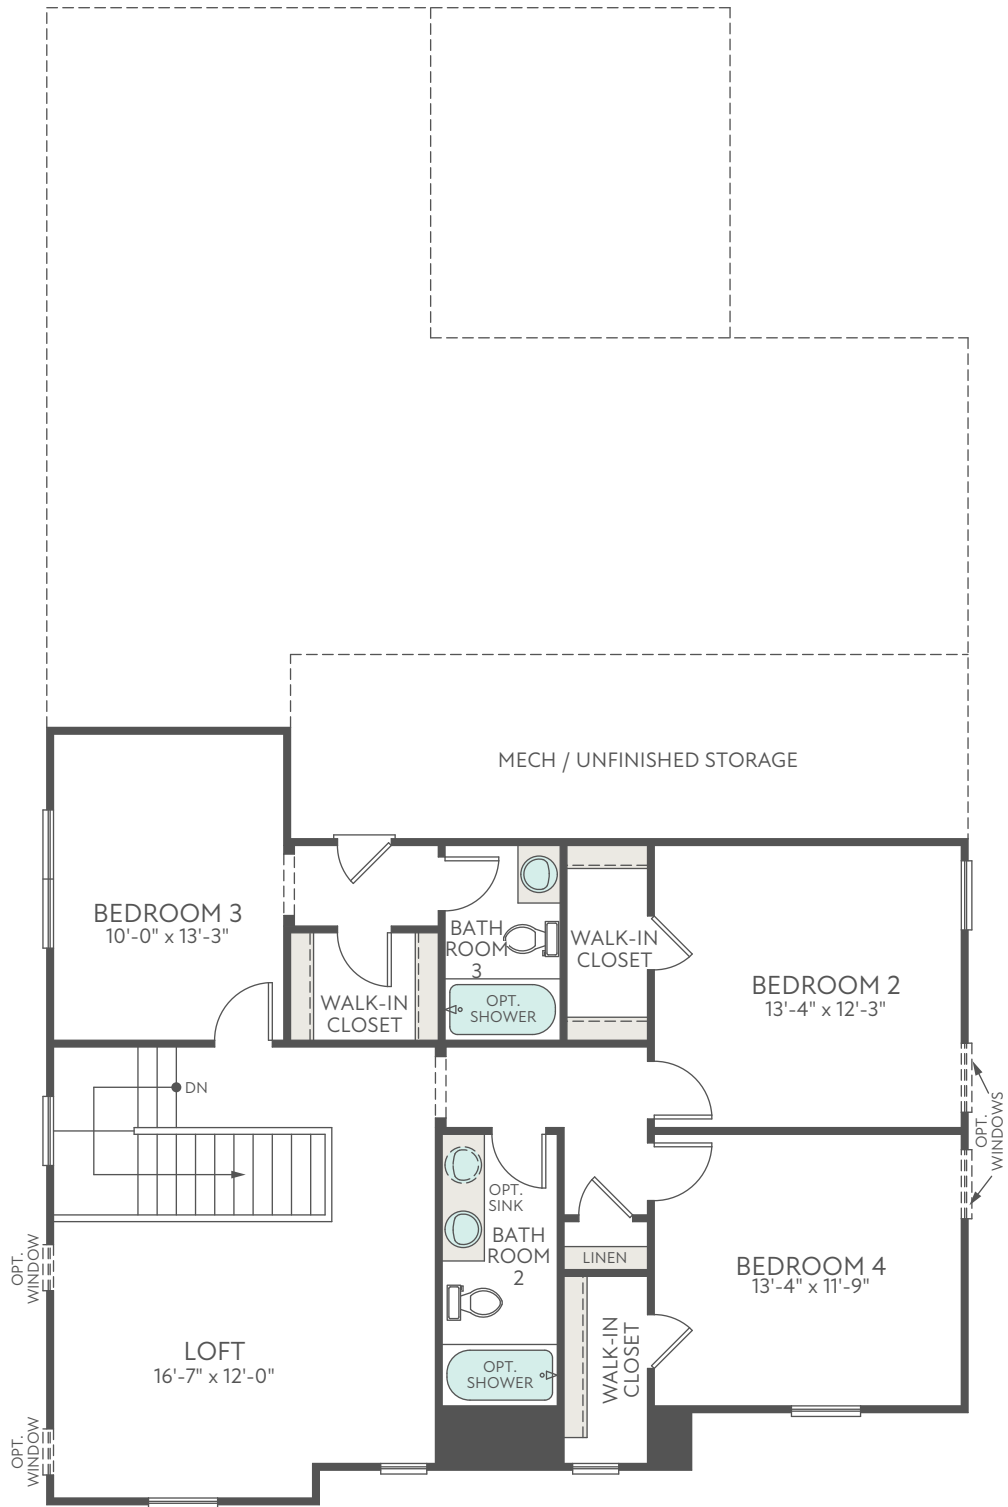 MECH / UNFINISHED STORAGE
BEDROOM 3
10'-0" x 13'-3"
BATH
ROOM
3
WALK-IN
CLOSET
BEDROOM 2
13'-4" x 12'-3"
WALK-IN
CLOSET
OPT.
SHOWER
DN
OPT.
WINDOWS
OPT.
SINK
BATH
ROOM
2
LINEN
BEDROOM 4
13'-4" x 11'-9"
OPT.
WINDOW
LOFT
16'-7" x 12'-0"
OPT.
SHOWER
WALK-IN
CLOSET
OPT.
WINDOW